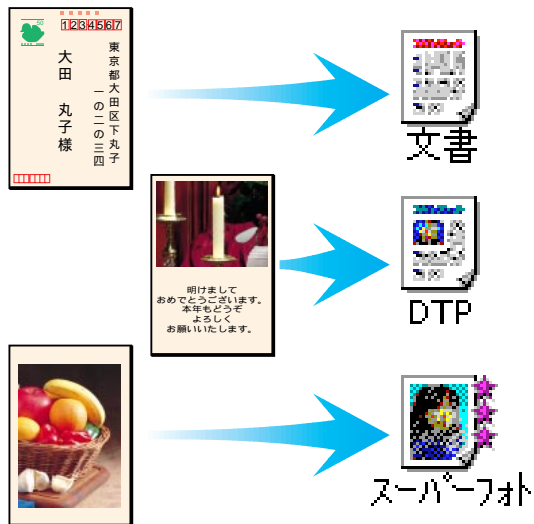 50
1234567
東京都大田区下丸子
一の二の三四
大田 丸子様
文書
明けまして
おめでとうございます。
本年もどうぞ
よろしく
お願いいたします。
DTP
スーパーフォト